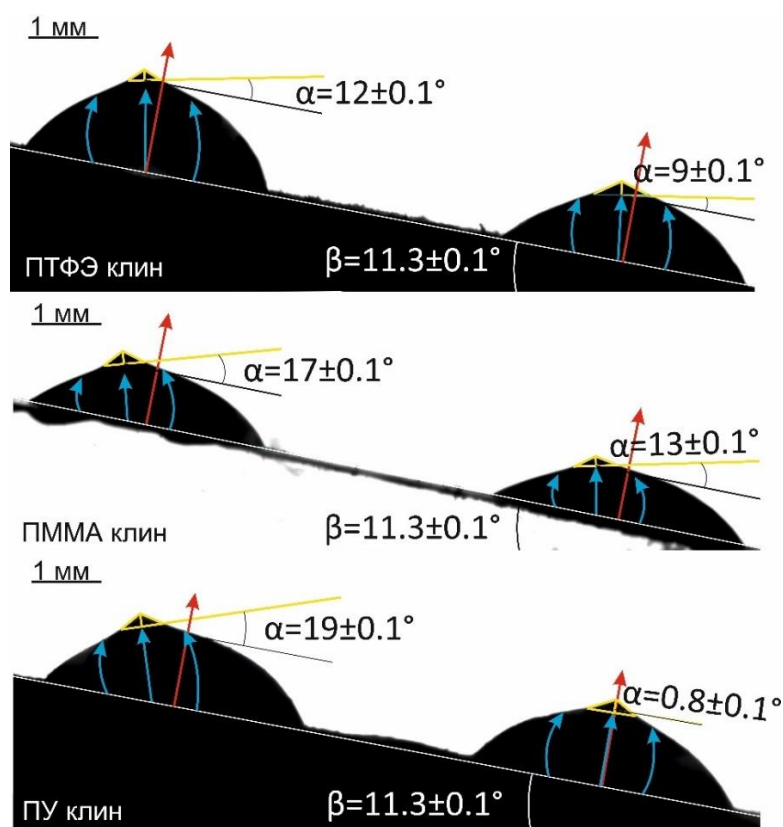 1 мм
α=12±0.1°
α=9±0.1°
β=11.3±0.1°
ПТФЭ клин
1 мм
α=17±0.1°
α=13±0.1°
β=11.3±0.1°
ПММА клин
1 мм
α=19±0.1°
α=0.8±0.1°
β=11.3±0.1°
ПУ клин